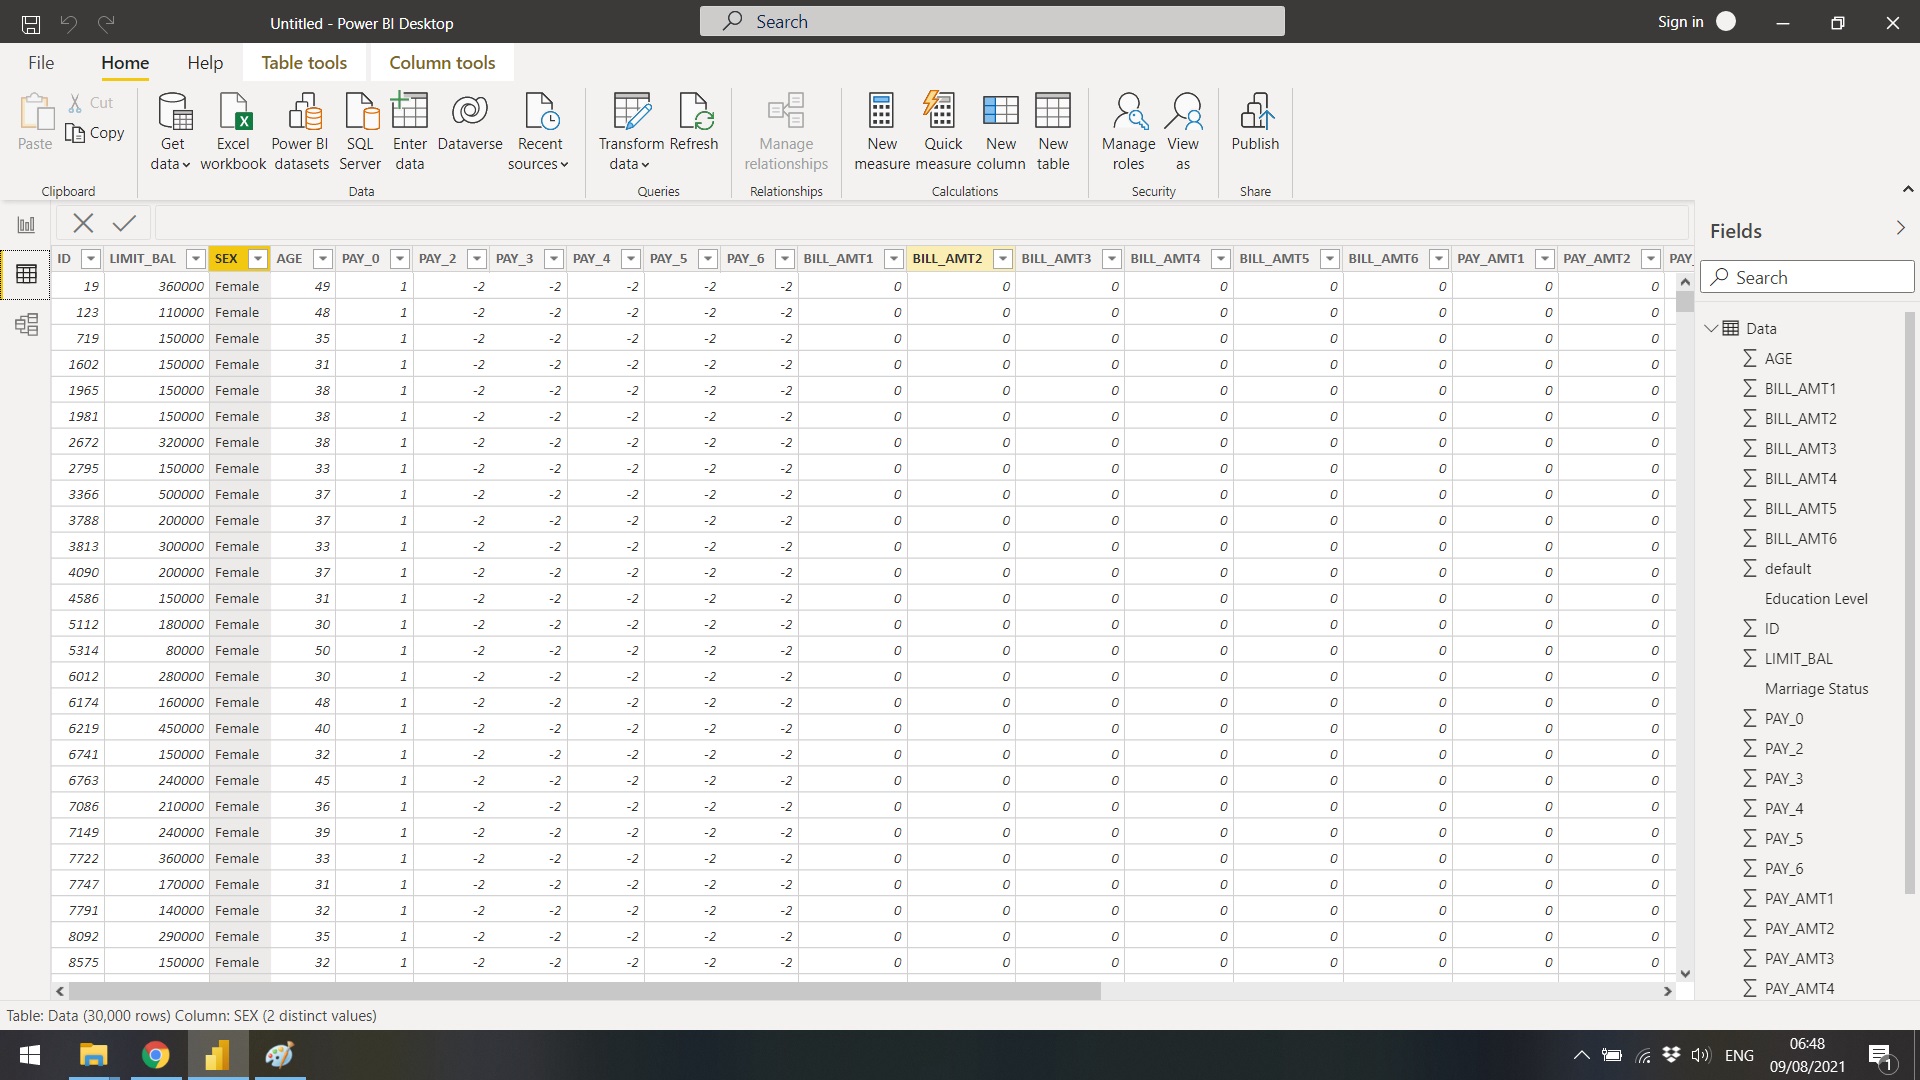 Untitled - Power BI Desktop
Search
Sign in
File Home Help Table tools Column tools
Paste Cut Copy
Get data Excel workbook Power BI datasets SQL Server Enter data Dataverse Recent sources Transform data Refresh Manage relationships New measure Quick measure New column New table Manage roles View as Publish
Clipboard Data Queries Relationships Calculations Security Share
ID LIMIT_BAL SEX AGE PAY_0 PAY_2 PAY_3 PAY_4 PAY_5 PAY_6 BILL_AMT1 BILL_AMT2 BILL_AMT3 BILL_AMT4 BILL_AMT5 BILL_AMT6 PAY_AMT1 PAY_AMT2 PAY_
19 360000 Female 49 1 -2 -2 -2 -2 -2 0 0 0 0 0 0 0 0
123 110000 Female 48 1 -2 -2 -2 -2 -2 0 0 0 0 0 0 0 0
719 150000 Female 35 1 -2 -2 -2 -2 -2 0 0 0 0 0 0 0 0
1602 150000 Female 31 1 -2 -2 -2 -2 -2 0 0 0 0 0 0 0 0
1965 150000 Female 38 1 -2 -2 -2 -2 -2 0 0 0 0 0 0 0 0
1981 150000 Female 38 1 -2 -2 -2 -2 -2 0 0 0 0 0 0 0 0
2672 320000 Female 38 1 -2 -2 -2 -2 -2 0 0 0 0 0 0 0 0
2795 150000 Female 33 1 -2 -2 -2 -2 -2 0 0 0 0 0 0 0 0
3366 500000 Female 37 1 -2 -2 -2 -2 -2 0 0 0 0 0 0 0 0
3788 200000 Female 37 1 -2 -2 -2 -2 -2 0 0 0 0 0 0 0 0
3813 300000 Female 33 1 -2 -2 -2 -2 -2 0 0 0 0 0 0 0 0
4090 200000 Female 37 1 -2 -2 -2 -2 -2 0 0 0 0 0 0 0 0
4586 150000 Female 31 1 -2 -2 -2 -2 -2 0 0 0 0 0 0 0 0
5112 180000 Female 30 1 -2 -2 -2 -2 -2 0 0 0 0 0 0 0 0
5314 80000 Female 50 1 -2 -2 -2 -2 -2 0 0 0 0 0 0 0 0
6012 280000 Female 30 1 -2 -2 -2 -2 -2 0 0 0 0 0 0 0 0
6174 160000 Female 48 1 -2 -2 -2 -2 -2 0 0 0 0 0 0 0 0
6219 450000 Female 40 1 -2 -2 -2 -2 -2 0 0 0 0 0 0 0 0
6741 150000 Female 32 1 -2 -2 -2 -2 -2 0 0 0 0 0 0 0 0
6763 240000 Female 45 1 -2 -2 -2 -2 -2 0 0 0 0 0 0 0 0
7086 210000 Female 36 1 -2 -2 -2 -2 -2 0 0 0 0 0 0 0 0
7149 240000 Female 39 1 -2 -2 -2 -2 -2 0 0 0 0 0 0 0 0
7722 360000 Female 33 1 -2 -2 -2 -2 -2 0 0 0 0 0 0 0 0
7747 170000 Female 31 1 -2 -2 -2 -2 -2 0 0 0 0 0 0 0 0
7791 140000 Female 32 1 -2 -2 -2 -2 -2 0 0 0 0 0 0 0 0
8092 290000 Female 35 1 -2 -2 -2 -2 -2 0 0 0 0 0 0 0 0
8575 150000 Female 32 1 -2 -2 -2 -2 -2 0 0 0 0 0 0 0 0
Fields
Search
Data
AGE
BILL_AMT1
BILL_AMT2
BILL_AMT3
BILL_AMT4
BILL_AMT5
BILL_AMT6
default
Education Level
ID
LIMIT_BAL
Marriage Status
PAY_0
PAY_2
PAY_3
PAY_4
PAY_5
PAY_6
PAY_AMT1
PAY_AMT2
PAY_AMT3
PAY_AMT4
Table: Data (30,000 rows) Column: SEX (2 distinct values)
ENG
06:48
09/08/2021
1